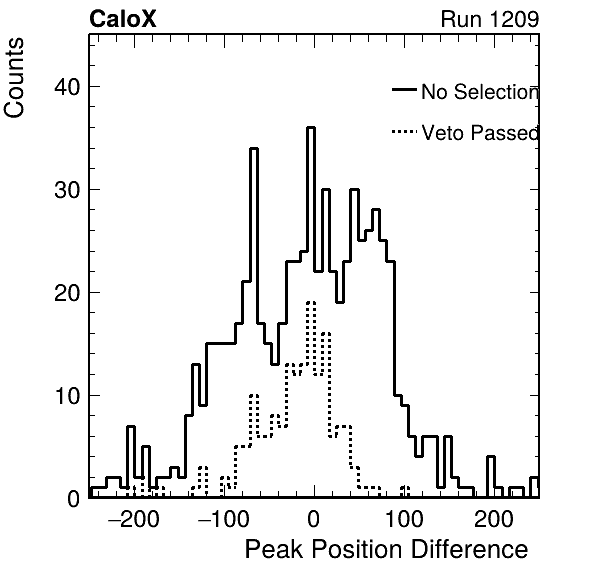 CaloX
Run 1209
Counts
40
30
20
10
0
No Selection
Veto Passed
−200
−100
0
100
200
Peak Position Difference